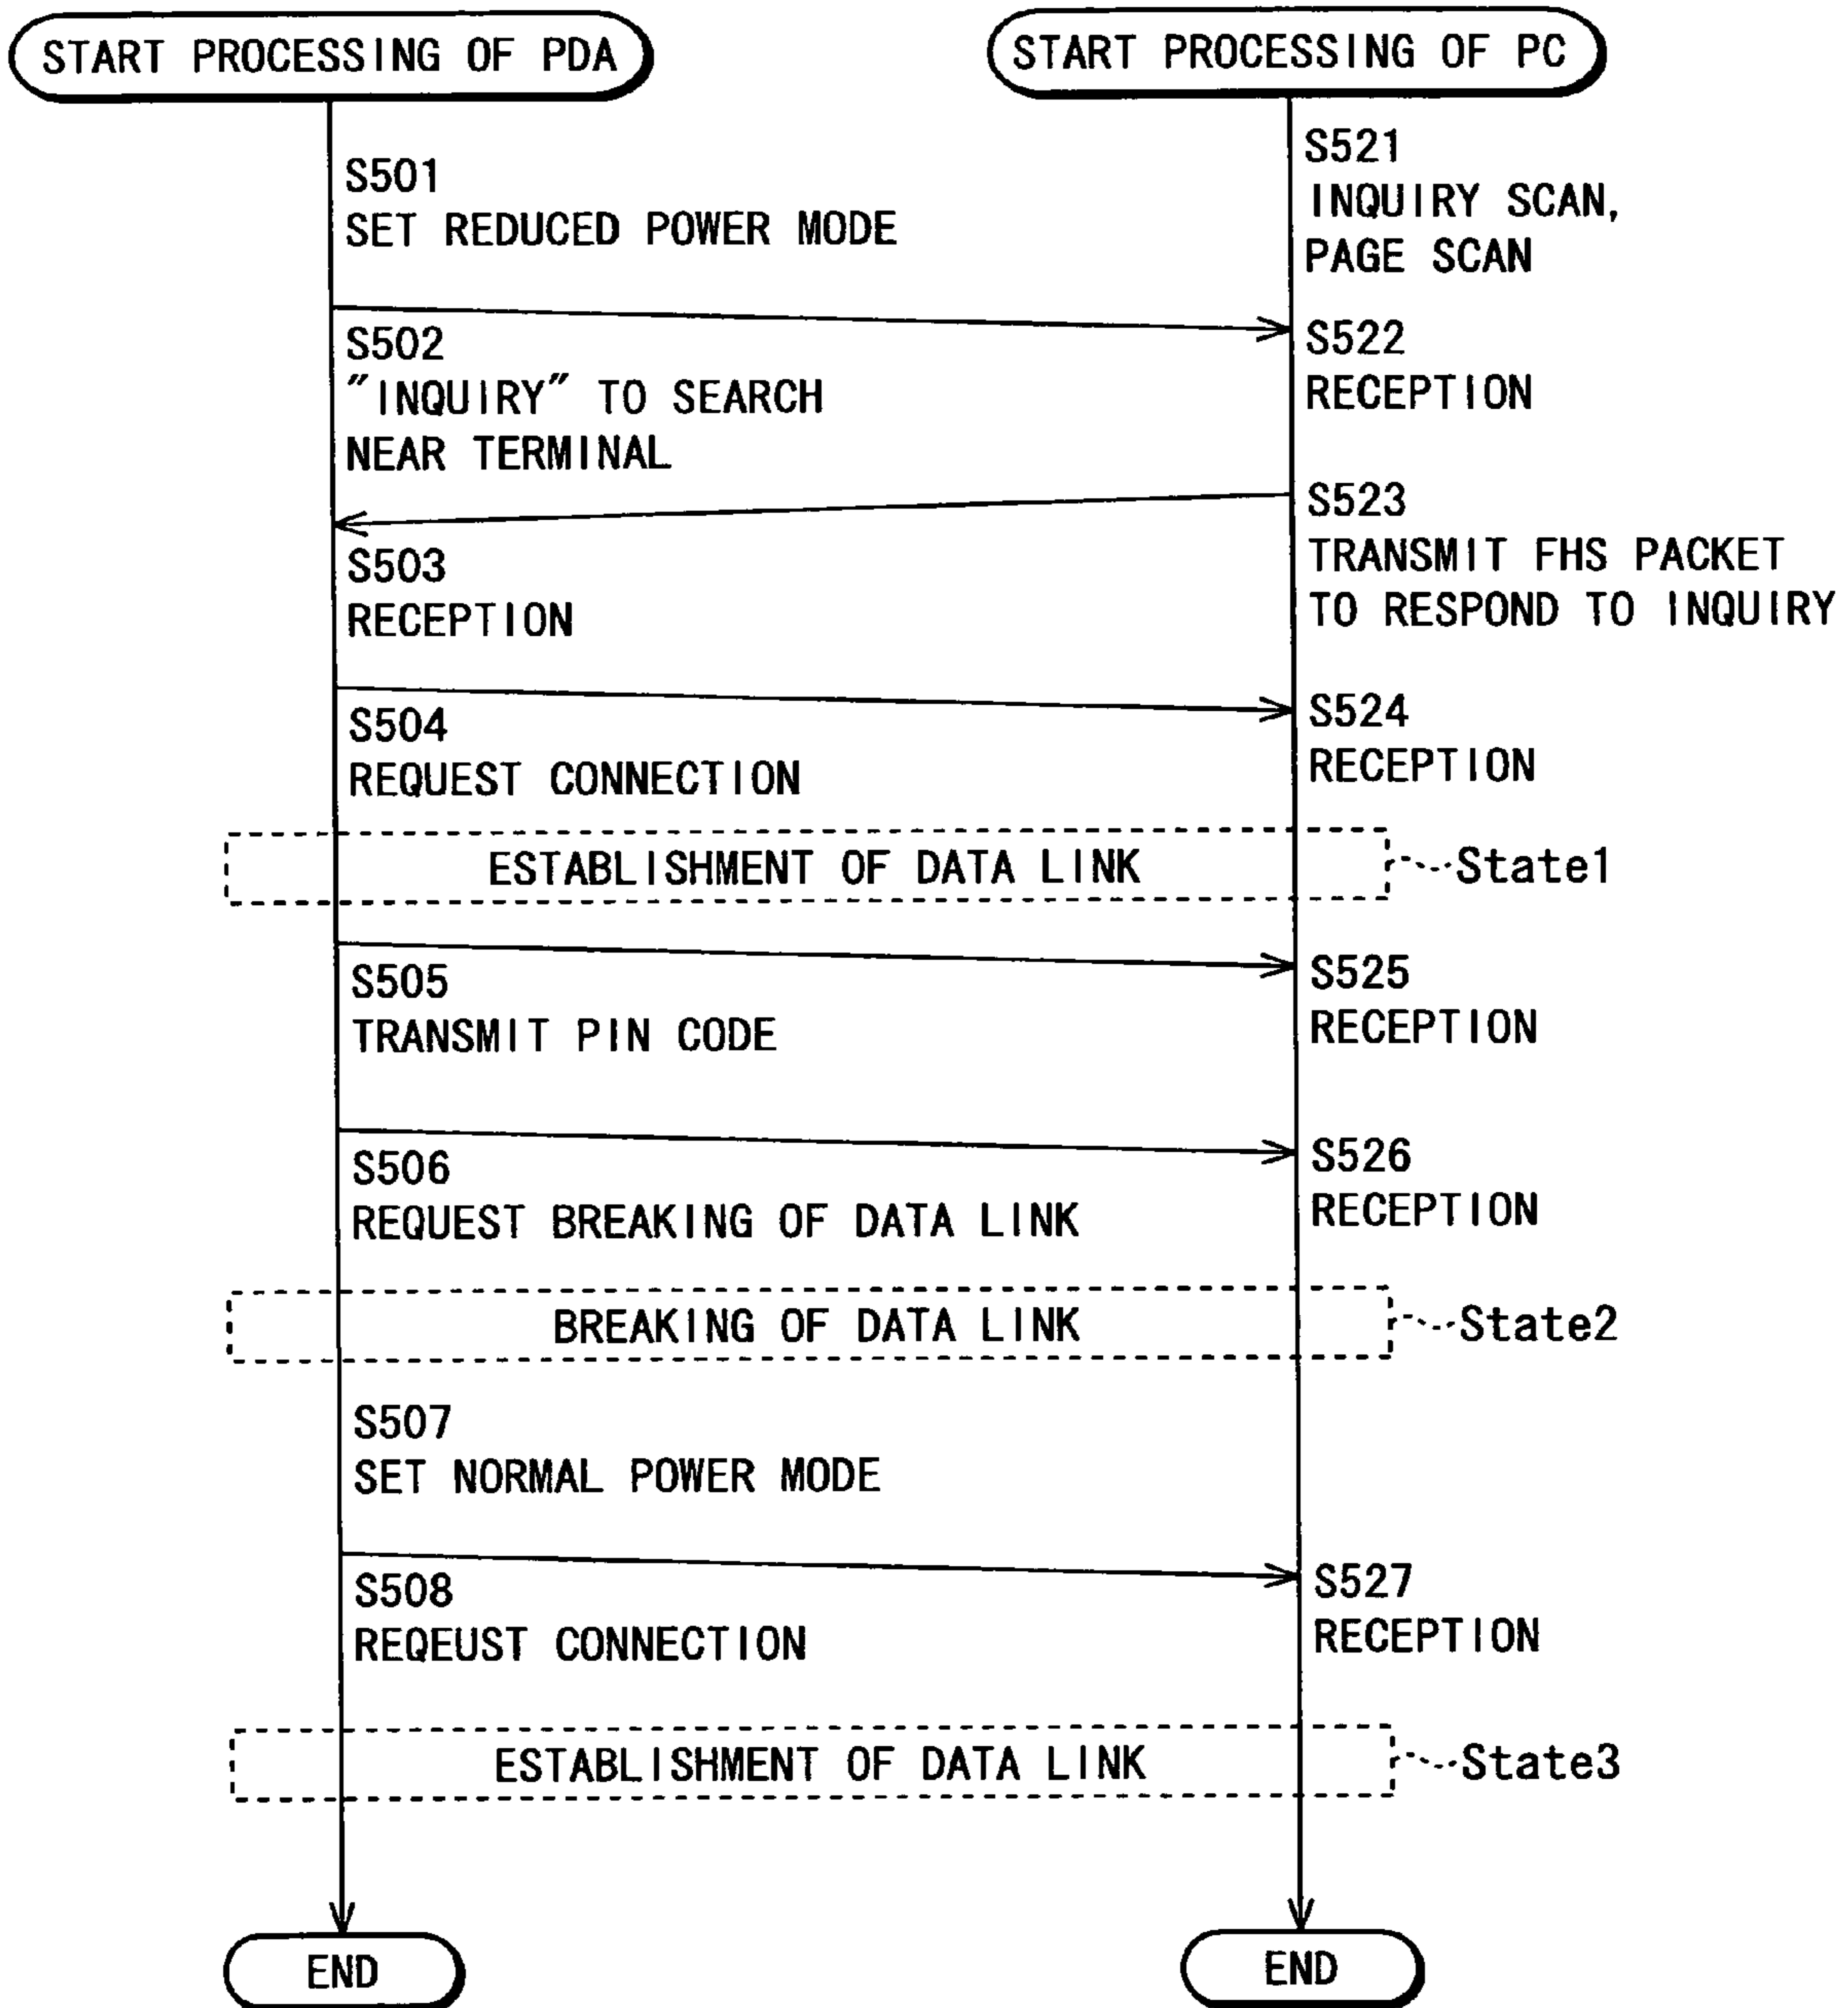 START PROCESSING OF PDA
START PROCESSING OF PC
S501
SET REDUCED POWER MODE
S521
INQUIRY SCAN,
PAGE SCAN
S502
"INQUIRY" TO SEARCH
NEAR TERMINAL
S522
RECEPTION
S523
TRANSMIT FHS PACKET
TO RESPOND TO INQUIRY
S503
RECEPTION
S504
REQUEST CONNECTION
S524
RECEPTION
ESTABLISHMENT OF DATA LINK
State1
S505
TRANSMIT PIN CODE
S525
RECEPTION
S506
REQUEST BREAKING OF DATA LINK
S526
RECEPTION
BREAKING OF DATA LINK
State2
S507
SET NORMAL POWER MODE
S508
REQEUST CONNECTION
S527
RECEPTION
ESTABLISHMENT OF DATA LINK
State3
END
END